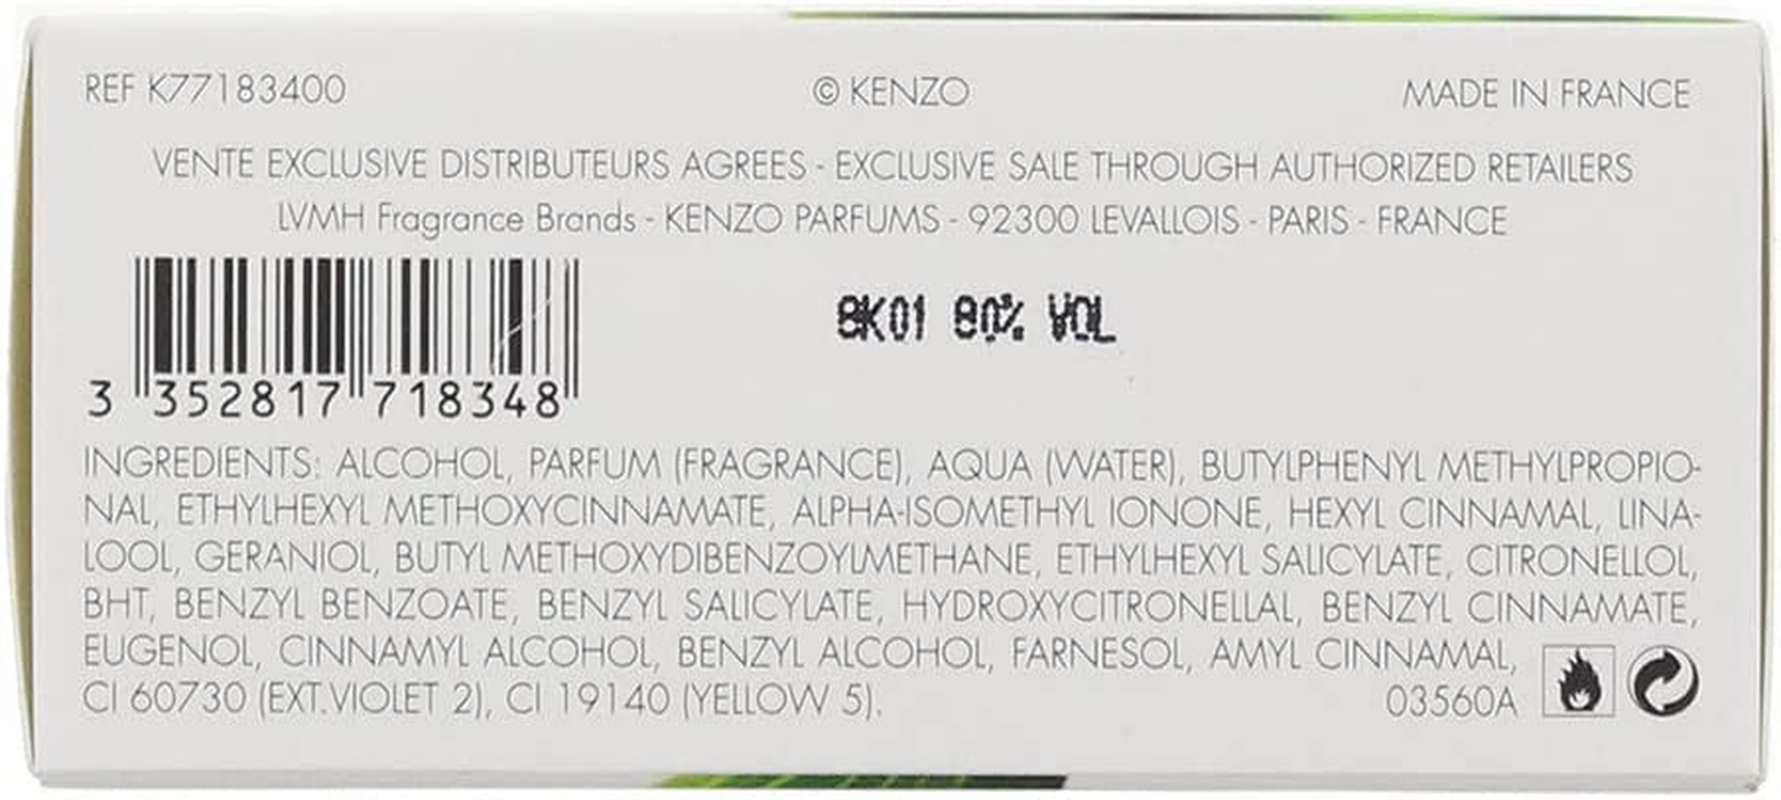 REF K77183400
© KENZO
MADE IN FRANCE
VENTE EXCLUSIVE DISTRIBUTEURS AGREES - EXCLUSIVE SALE THROUGH AUTHORIZED RETAILERS
LVMH Fragrance Brands - KENZO PARFUMS - 92300 LEVALLOIS - PARIS - FRANCE
8K01 80% VOL
3 352817 718348
INGREDIENTS: ALCOHOL, PARFUM (FRAGRANCE), AQUA (WATER), BUTYLPHENYL METHYLPROPIO-
NAL, ETHYLHEXYL METHOXYCINNAMATE, ALPHA-ISOMETHYL IONONE, HEXYL CINNAMAL, LINA-
LOOL, GERANIOL, BUTYL METHOXYDIBENZOYLMETHANE, ETHYLHEXYL SALICYLATE, CITRONELLOL,
BHT, BENZYL BENZOATE, BENZYL SALICYLATE, HYDROXYCITRONELLAL, BENZYL CINNAMATE,
EUGENOL, CINNAMYL ALCOHOL, BENZYL ALCOHOL, FARNESOL, AMYL CINNAMAL,
CI 60730 (EXT.VIOLET 2), CI 19140 (YELLOW 5).
03560A